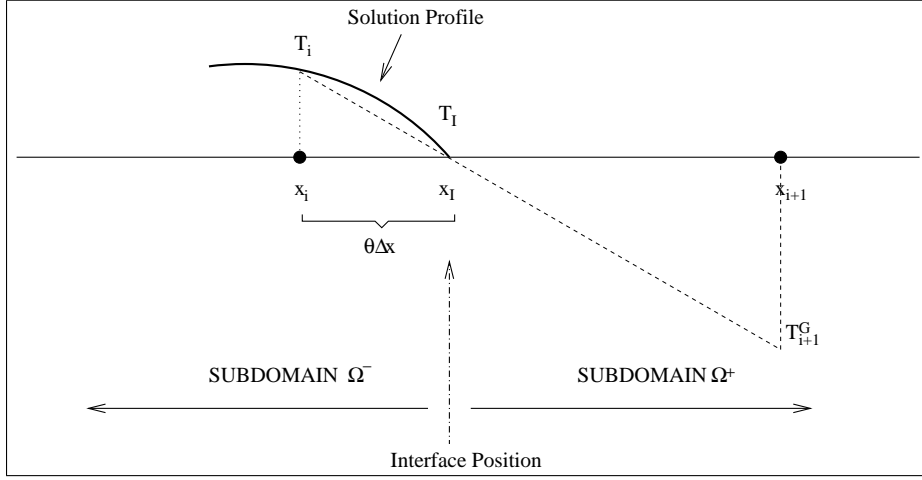 Solution Profile
T_i
T_I
x_i
x_I
x_{i+1}
θΔx
T^G_{i+1}
SUBDOMAIN Ω^-
SUBDOMAIN Ω^+
Interface Position